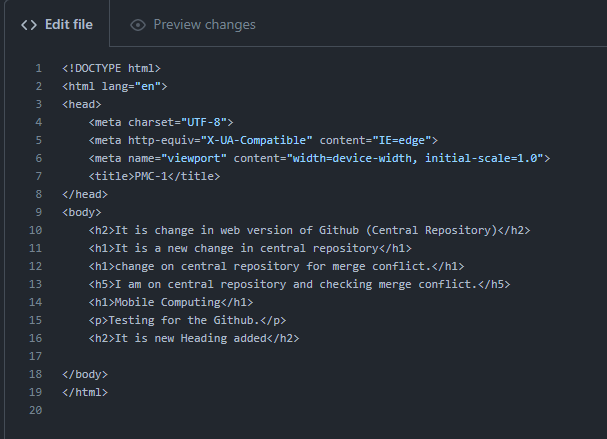 <> Edit file
Preview changes
1 <!DOCTYPE html>
2 <html lang="en">
3 <head>
4     <meta charset="UTF-8">
5     <meta http-equiv="X-UA-Compatible" content="IE=edge">
6     <meta name="viewport" content="width=device-width, initial-scale=1.0">
7     <title>PMC-1</title>
8 </head>
9 <body>
10     <h2>It is change in web version of Github (Central Repository)</h2>
11     <h1>It is a new change in central repository</h1>
12     <h1>change on central repository for merge conflict.</h1>
13     <h5>I am on central repository and checking merge conflict.</h5>
14     <h1>Mobile Computing</h1>
15     <p>Testing for the Github.</p>
16     <h2>It is new Heading added</h2>
17
18 </body>
19 </html>
20